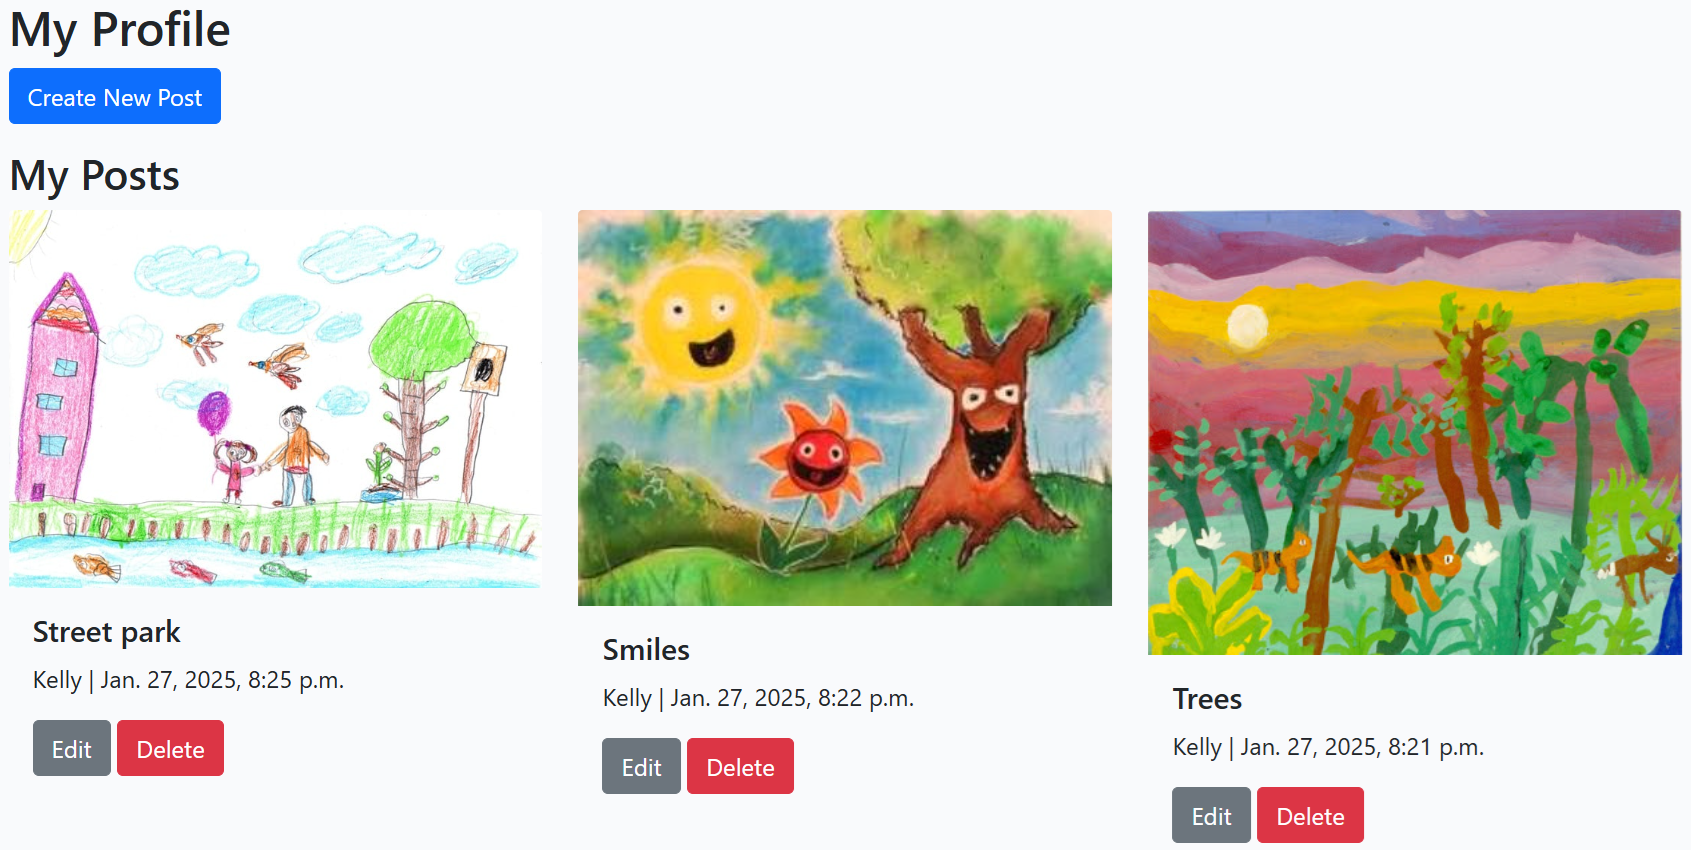 My Profile
Create New Post
My Posts
Street park
Kelly | Jan. 27, 2025, 8:25 p.m.
Edit Delete
Smiles
Kelly | Jan. 27, 2025, 8:22 p.m.
Edit Delete
Trees
Kelly | Jan. 27, 2025, 8:21 p.m.
Edit Delete